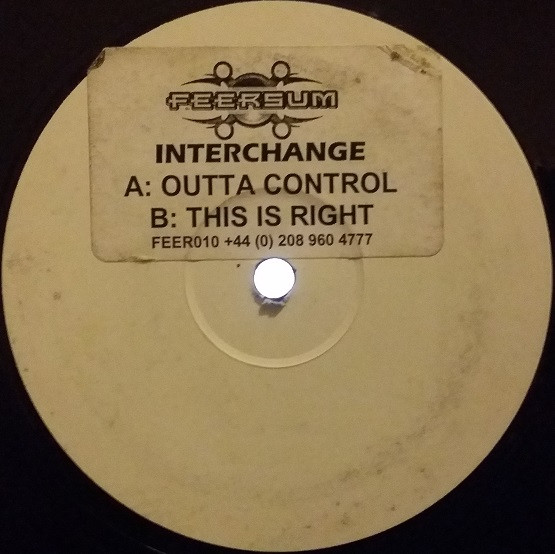 FEERSUM
INTERCHANGE
A: OUTTA CONTROL
B: THIS IS RIGHT
FEER010 +44 (0) 208 960 4777